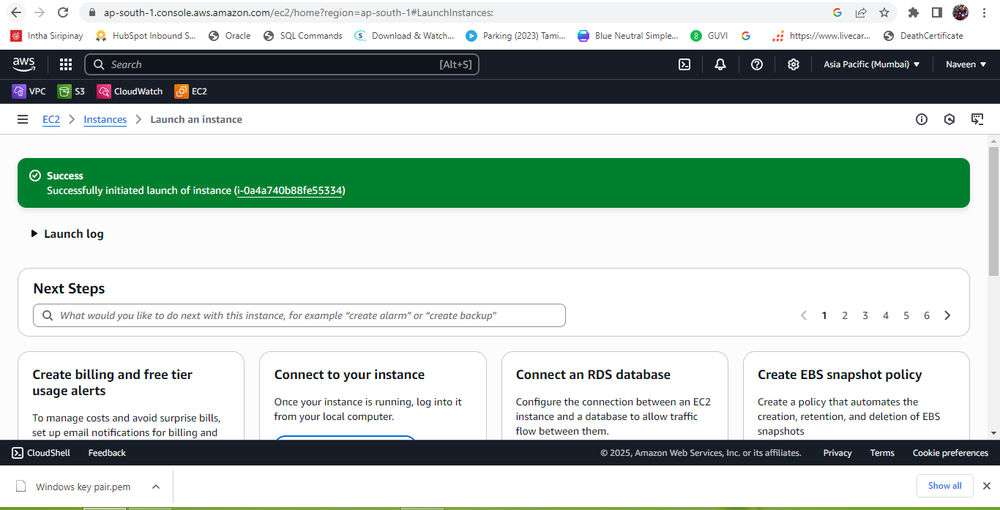 ap-south-1.console.aws.amazon.com/ec2/home?region=ap-south-1#LaunchInstances:
Intha Siripinay HubSpot Inbound S... Oracle SQL Commands Download & Watch... Parking (2023) Tami... Blue Neutral Simple... GUVI https://www.livecar... DeathCertificate
aws Search [Alt+S] Asia Pacific (Mumbai) Naveen
VPC S3 CloudWatch EC2
EC2 Instances Launch an instance
Success
Successfully initiated launch of instance (i-0a4a740b88fe55334)
Launch log
Next Steps
What would you like to do next with this instance, for example “create alarm” or “create backup” 1 2 3 4 5 6
Create billing and free tier
usage alerts
To manage costs and avoid surprise bills,
set up email notifications for billing and
Connect to your instance
Once your instance is running, log into it
from your local computer.
Connect an RDS database
Configure the connection between an EC2
instance and a database to allow traffic
flow between them.
Create EBS snapshot policy
Create a policy that automates the
creation, retention, and deletion of EBS
snapshots
CloudShell Feedback © 2025, Amazon Web Services, Inc. or its affiliates. Privacy Terms Cookie preferences
Windows key pair.pem Show all